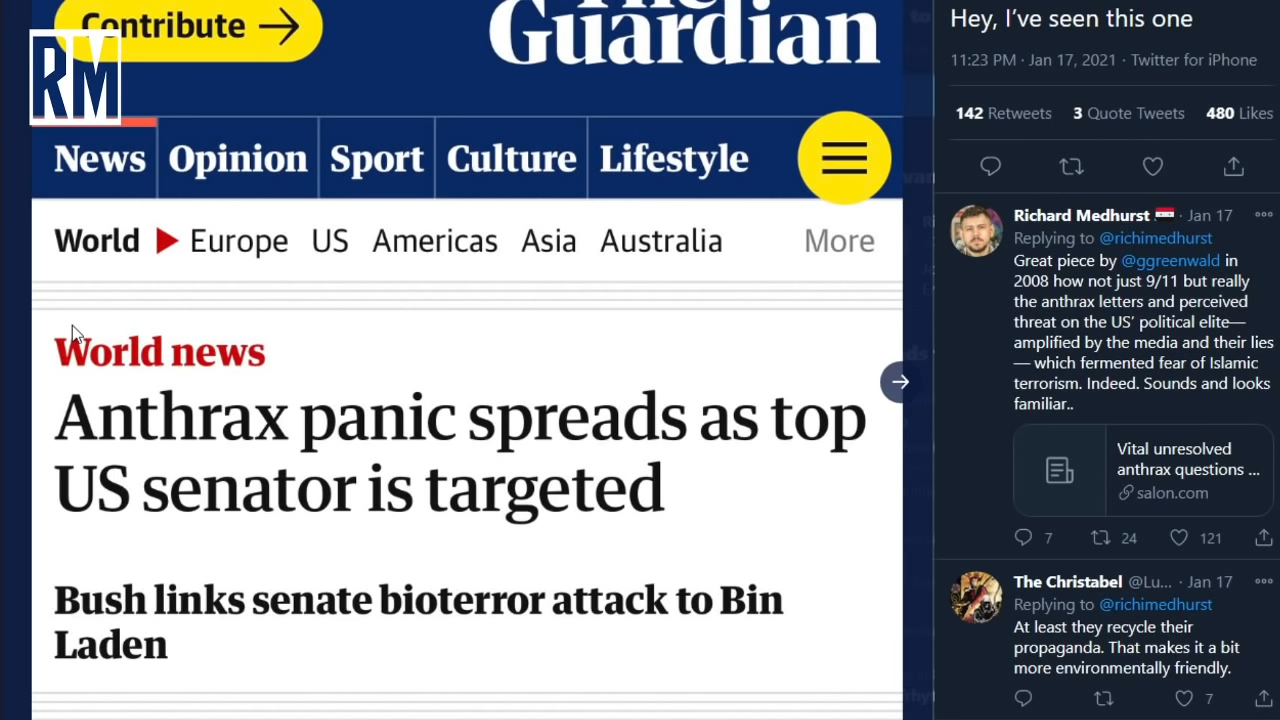 Contribute
The
Guardian
RM
News
Opinion
Sport
Culture
Lifestyle
World
Europe
US
Americas
Asia
Australia
More
World news
Anthrax panic spreads as top
US senator is targeted
Bush links senate bioterror attack to Bin
Laden
Hey, I’ve seen this one
11:23 PM · Jan 17, 2021 · Twitter for iPhone
142 Retweets 3 Quote Tweets 480 Likes
Richard Medhurst · Jan 17
Replying to @richimedhurst
Great piece by @ggreenwald in
2008 how not just 9/11 but really
the anthrax letters and perceived
threat on the US’ political elite—
amplified by the media and their lies
— which fermented fear of Islamic
terrorism. Indeed. Sounds and looks
familiar..
Vital unresolved
anthrax questions ...
salon.com
7 24 121
The Christabel @Lu... · Jan 17
Replying to @richimedhurst
At least they recycle their
propaganda. That makes it a bit
more environmentally friendly.
7